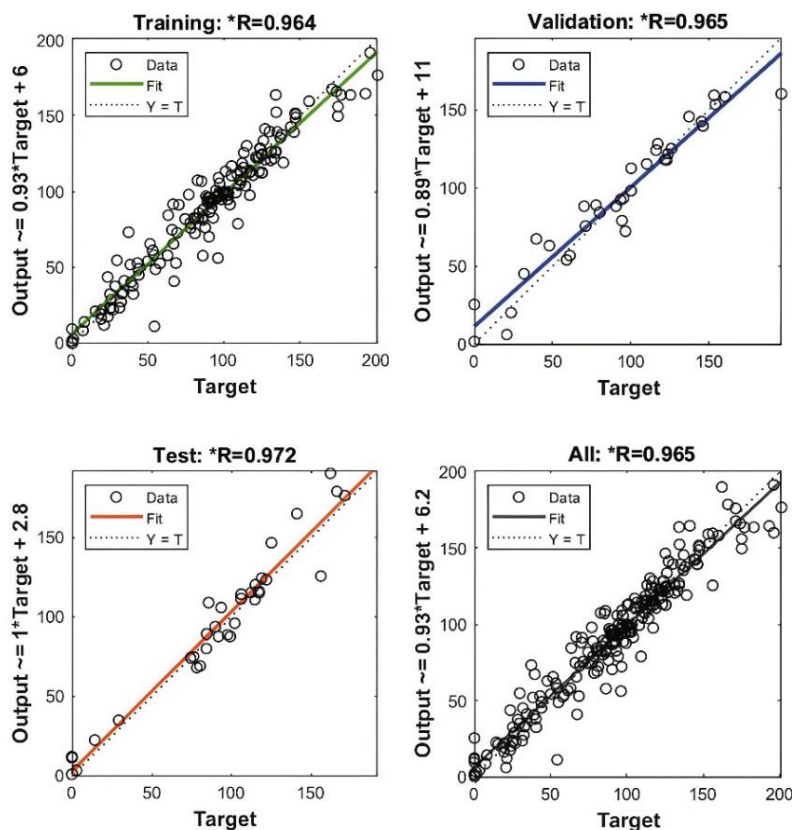 Training: *R=0.964
Output ~= 0.93*Target + 6
200
150
100
50
0
Data
Fit
Y = T
0
50
100
150
200
Target
Validation: *R=0.965
Output ~= 0.89*Target + 11
150
100
50
0
Data
Fit
Y = T
0
50
100
150
Target
Test: *R=0.972
Output ~= 1*Target + 2.8
150
100
50
0
Data
Fit
Y = T
0
50
100
150
Target
All: *R=0.965
Output ~= 0.93*Target + 6.2
200
150
100
50
0
Data
Fit
Y = T
0
50
100
150
200
Target